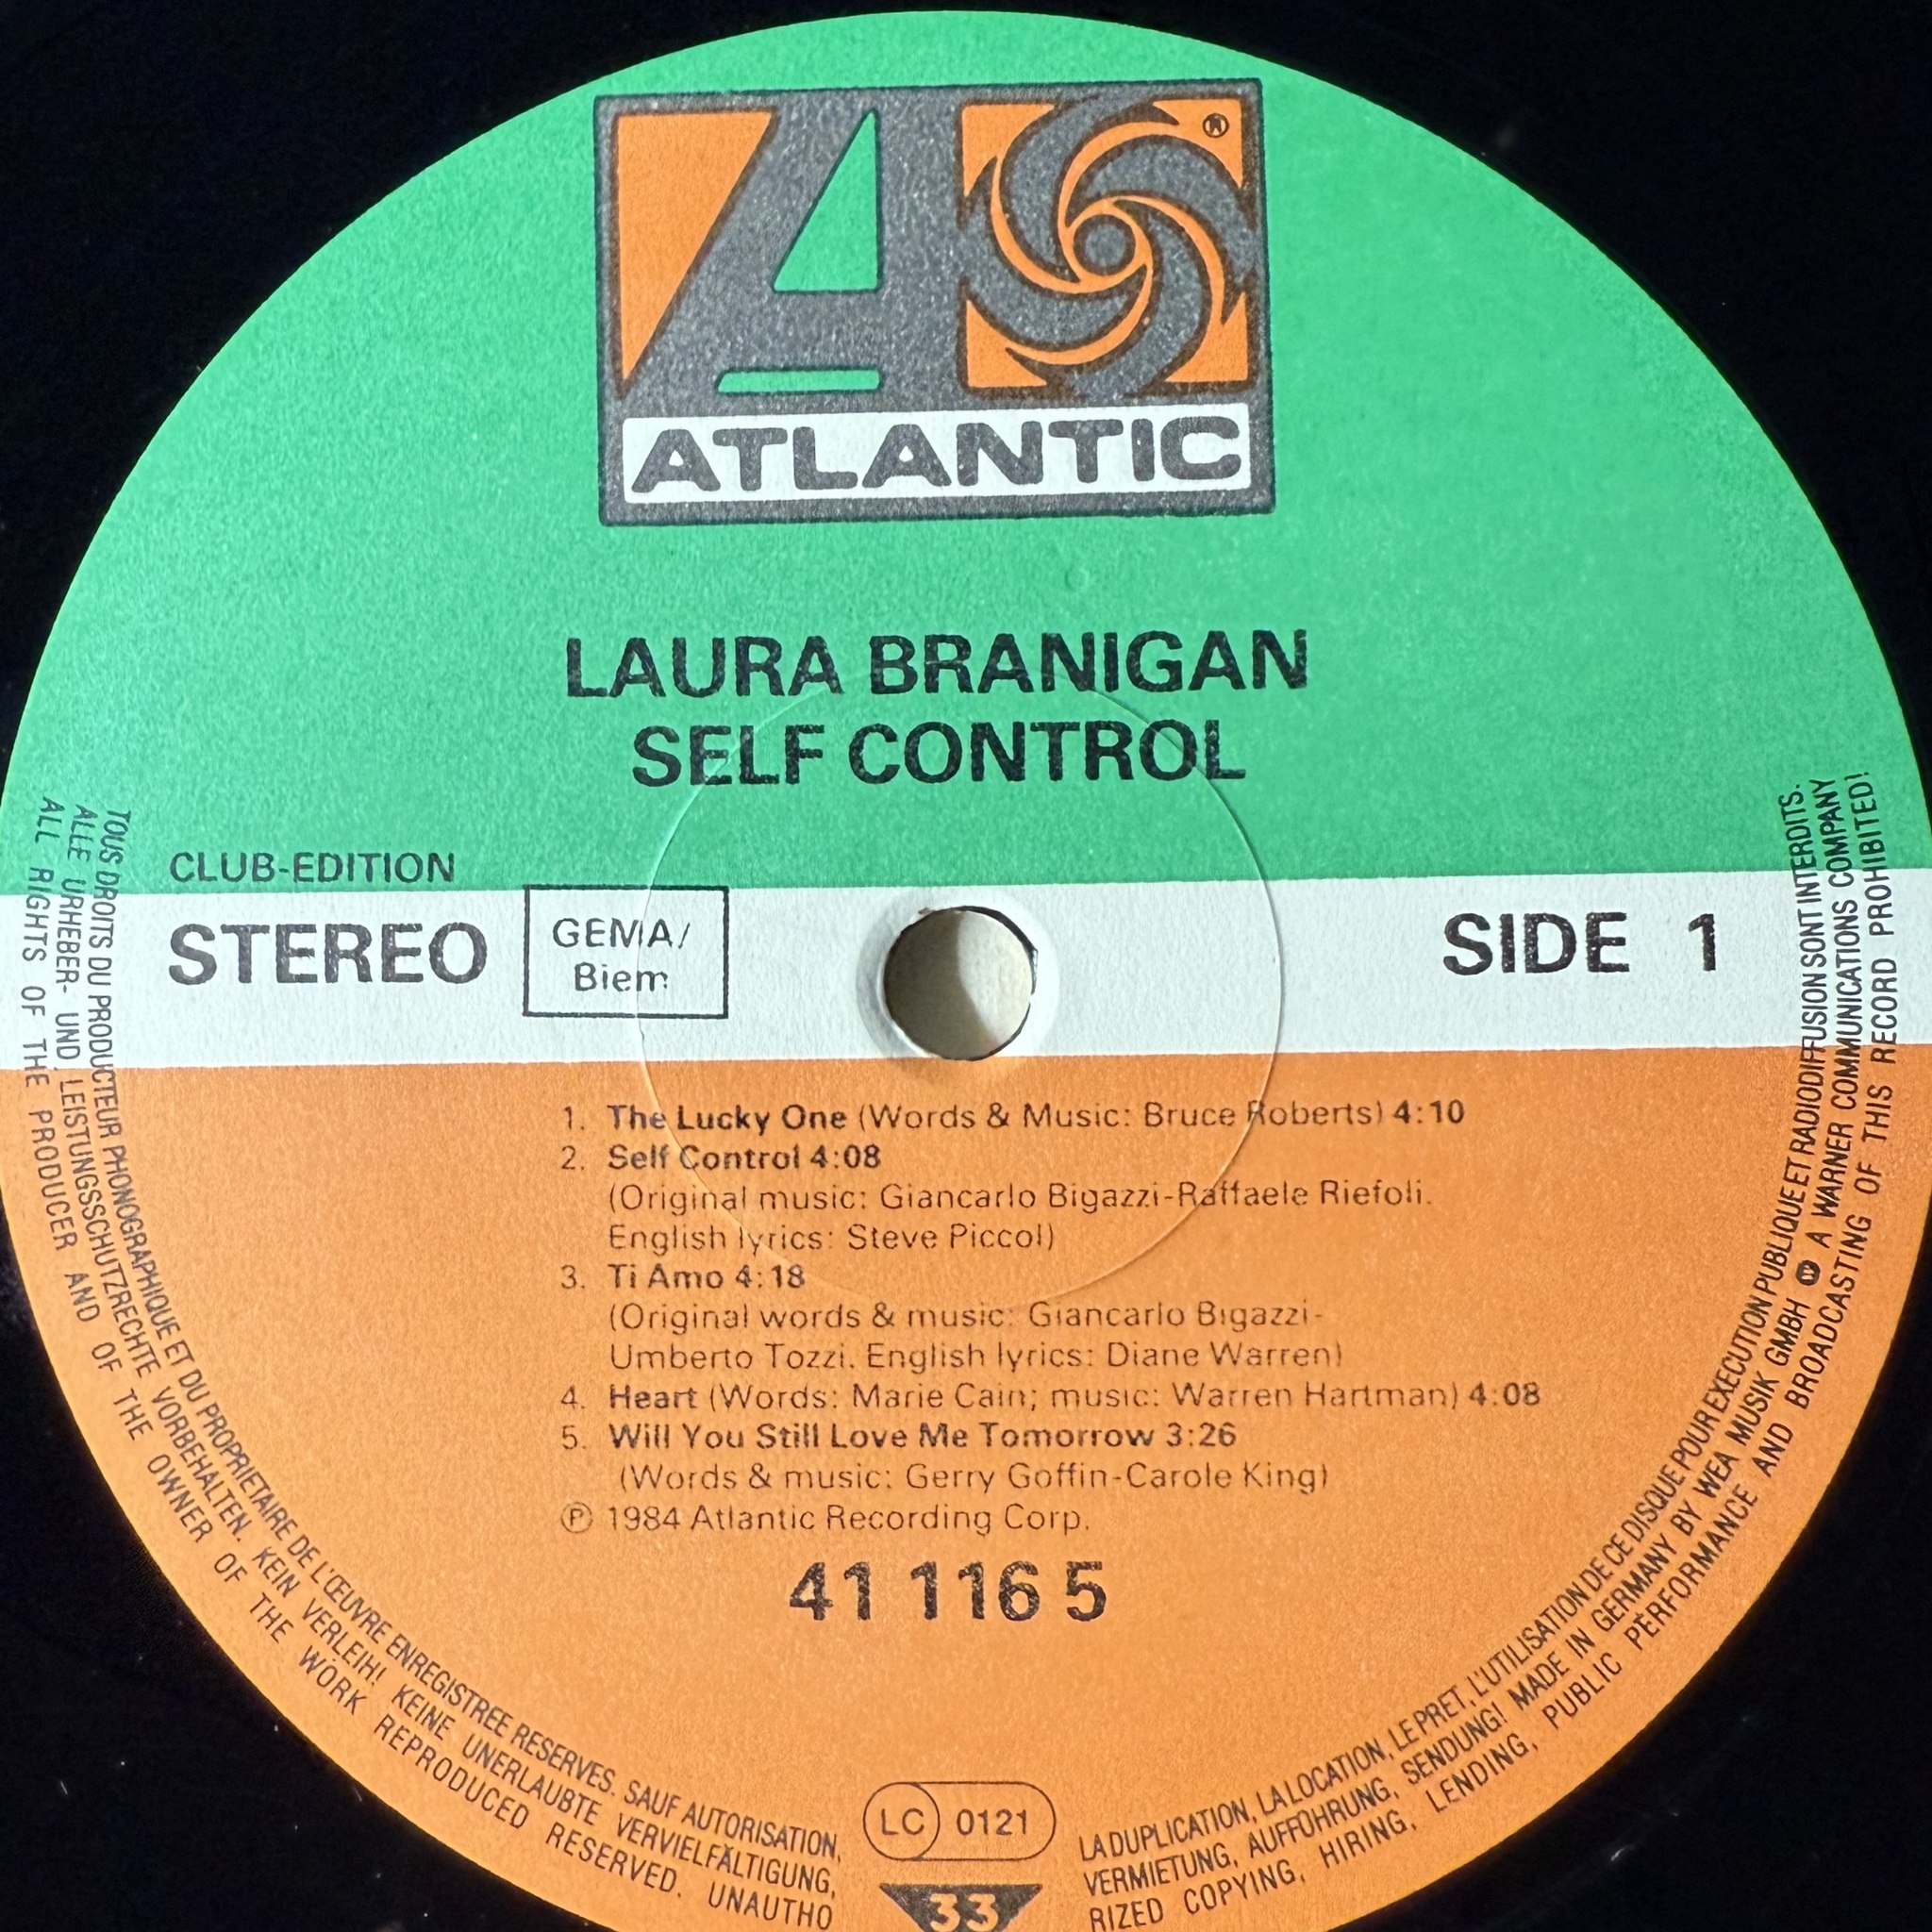 A
®
ATLANTIC
LAURA BRANIGAN
SELF CONTROL
CLUB-EDITION
STEREO
GEMA/
Biem
SIDE 1
1. The Lucky One (Words & Music: Bruce Roberts) 4:10
2. Self Control 4:08
(Original music: Giancarlo Bigazzi-Raffaele Riefoli.
English lyrics: Steve Piccol)
3. Ti Amo 4:18
(Original words & music: Giancarlo Bigazzi-
Umberto Tozzi. English lyrics: Diane Warren)
4. Heart (Words: Marie Cain; music: Warren Hartman) 4:08
5. Will You Still Love Me Tomorrow 3:26
(Words & music: Gerry Goffin-Carole King)
Ⓟ 1984 Atlantic Recording Corp.
41 116 5
LC 0121
33
TOUS DROITS DU PRODUCTEUR PHONOGRAPHIQUE ET DU PROPRIETAIRE DE L'ŒUVRE ENREGISTREE RESERVES. SAUF AUTORISATION, LA DUPLICATION, LA LOCATION, LE PRET, L'UTILISATION DE CE DISQUE POUR EXECUTION PUBLIQUE ET RADIODIFFUSION SONT INTERDITS.
ALLE URHEBER- UND LEISTUNGSSCHUTZRECHTE VORBEHALTEN. KEIN VERLEIH! KEINE UNERLAUBTE VERVIELFÄLTIGUNG, VERMIETUNG, AUFFÜHRUNG, SENDUNG! MADE IN GERMANY BY WEA MUSIK GMBH A WARNER COMMUNICATIONS COMPANY
ALL RIGHTS OF THE PRODUCER AND OF THE OWNER OF THE WORK REPRODUCED RESERVED. UNAUTHORIZED COPYING, HIRING, LENDING, PUBLIC PERFORMANCE AND BROADCASTING OF THIS RECORD PROHIBITED!